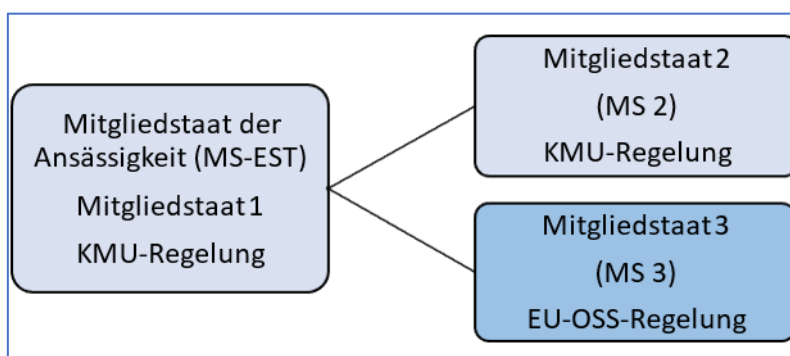 Mitgliedstaat der
Ansässigkeit (MS-EST)
Mitgliedstaat 1
KMU-Regelung
Mitgliedstaat 2
(MS 2)
KMU-Regelung
Mitgliedstaat 3
(MS 3)
EU-OSS-Regelung